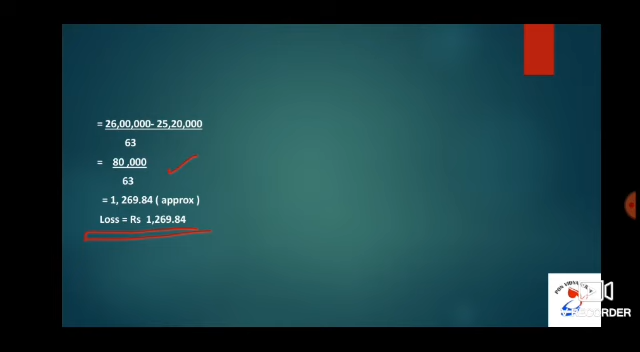 = 26,00,000- 25,20,000
63
= 80 ,000
63
= 1, 269.84 ( approx )
Loss = Rs 1,269.84